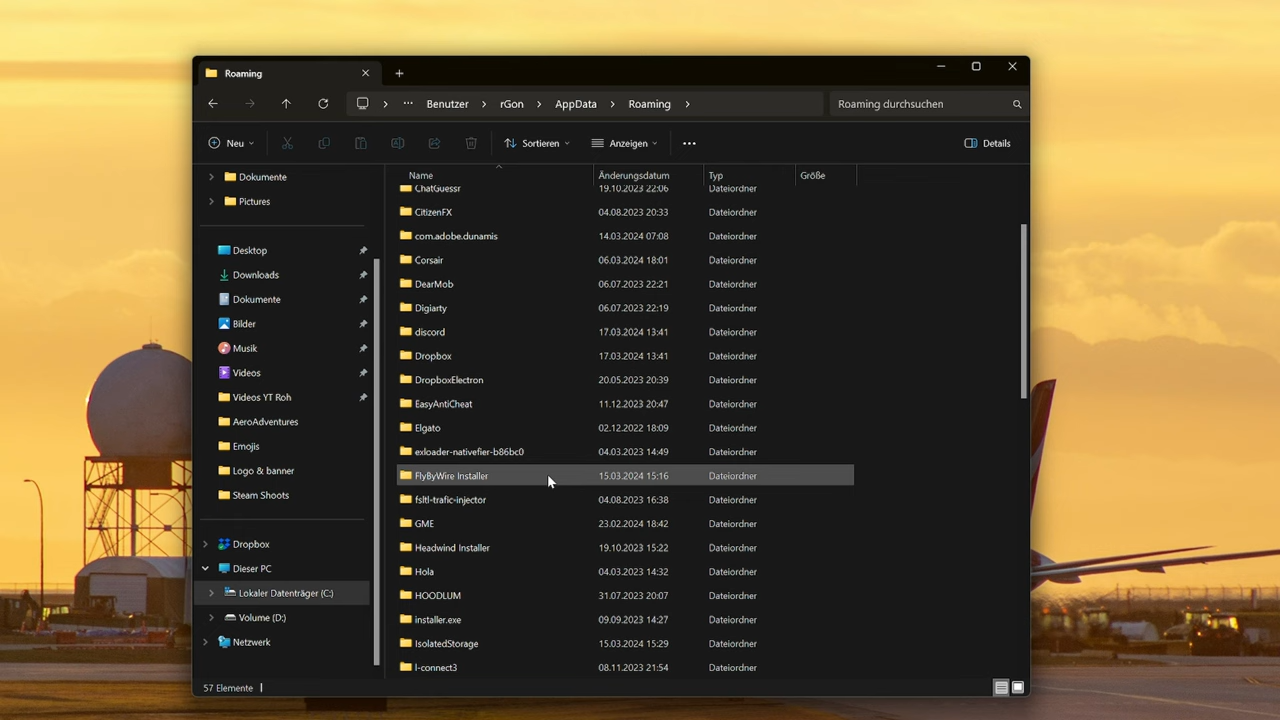 Roaming
Benutzer > rGon > AppData > Roaming >
Roaming durchsuchen
Neu
Sortieren
Anzeigen
Details
Dokumente
Pictures
Desktop
Downloads
Dokumente
Bilder
Musik
Videos
Videos YT Roh
AeroAdventures
Emojis
Logo & banner
Steam Shoots
Dropbox
Dieser PC
Lokaler Datenträger (C:)
Volume (D:)
Netzwerk
Name Änderungsdatum Typ Größe
ChatGuessr 19.10.2023 22:06 Dateiordner
CitizenFX 04.08.2023 20:33 Dateiordner
com.adobe.dunamis 14.03.2024 07:08 Dateiordner
Corsair 06.03.2024 18:01 Dateiordner
DearMob 06.07.2023 22:21 Dateiordner
Digiarty 06.07.2023 22:19 Dateiordner
discord 17.03.2024 13:41 Dateiordner
Dropbox 17.03.2024 13:41 Dateiordner
DropboxElectron 20.05.2023 20:39 Dateiordner
EasyAntiCheat 11.12.2023 20:47 Dateiordner
Elgato 02.12.2022 18:09 Dateiordner
exloader-nativefier-b86bc0 04.03.2023 14:49 Dateiordner
FlyByWire Installer 15.03.2024 15:16 Dateiordner
fsltl-trafic-injector 04.08.2023 16:38 Dateiordner
GME 23.02.2024 18:42 Dateiordner
Headwind Installer 19.10.2023 15:22 Dateiordner
Hola 04.03.2023 14:32 Dateiordner
HOODLUM 31.07.2023 20:07 Dateiordner
installer.exe 09.09.2023 14:27 Dateiordner
IsolatedStorage 15.03.2024 15:29 Dateiordner
l-connect3 08.11.2023 21:54 Dateiordner
57 Elemente